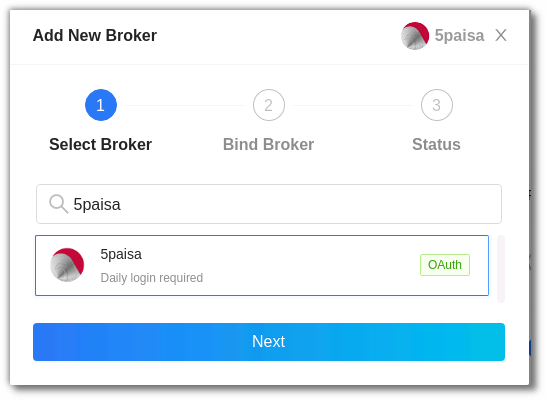 Add New Broker 5paisa
1 2 3
Select Broker Bind Broker Status
5paisa
5paisa
OAuth
Daily login required
Next